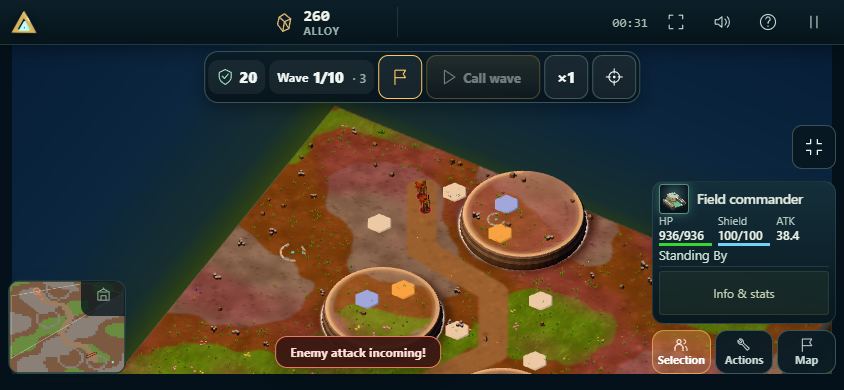 260
ALLOY
00:31
20
Wave 1/10 · 3
Call wave
×1
Field commander
HP Shield ATK
936/936 100/100 38.4
Standing By
Info & stats
Enemy attack incoming!
Selection
Actions
Map